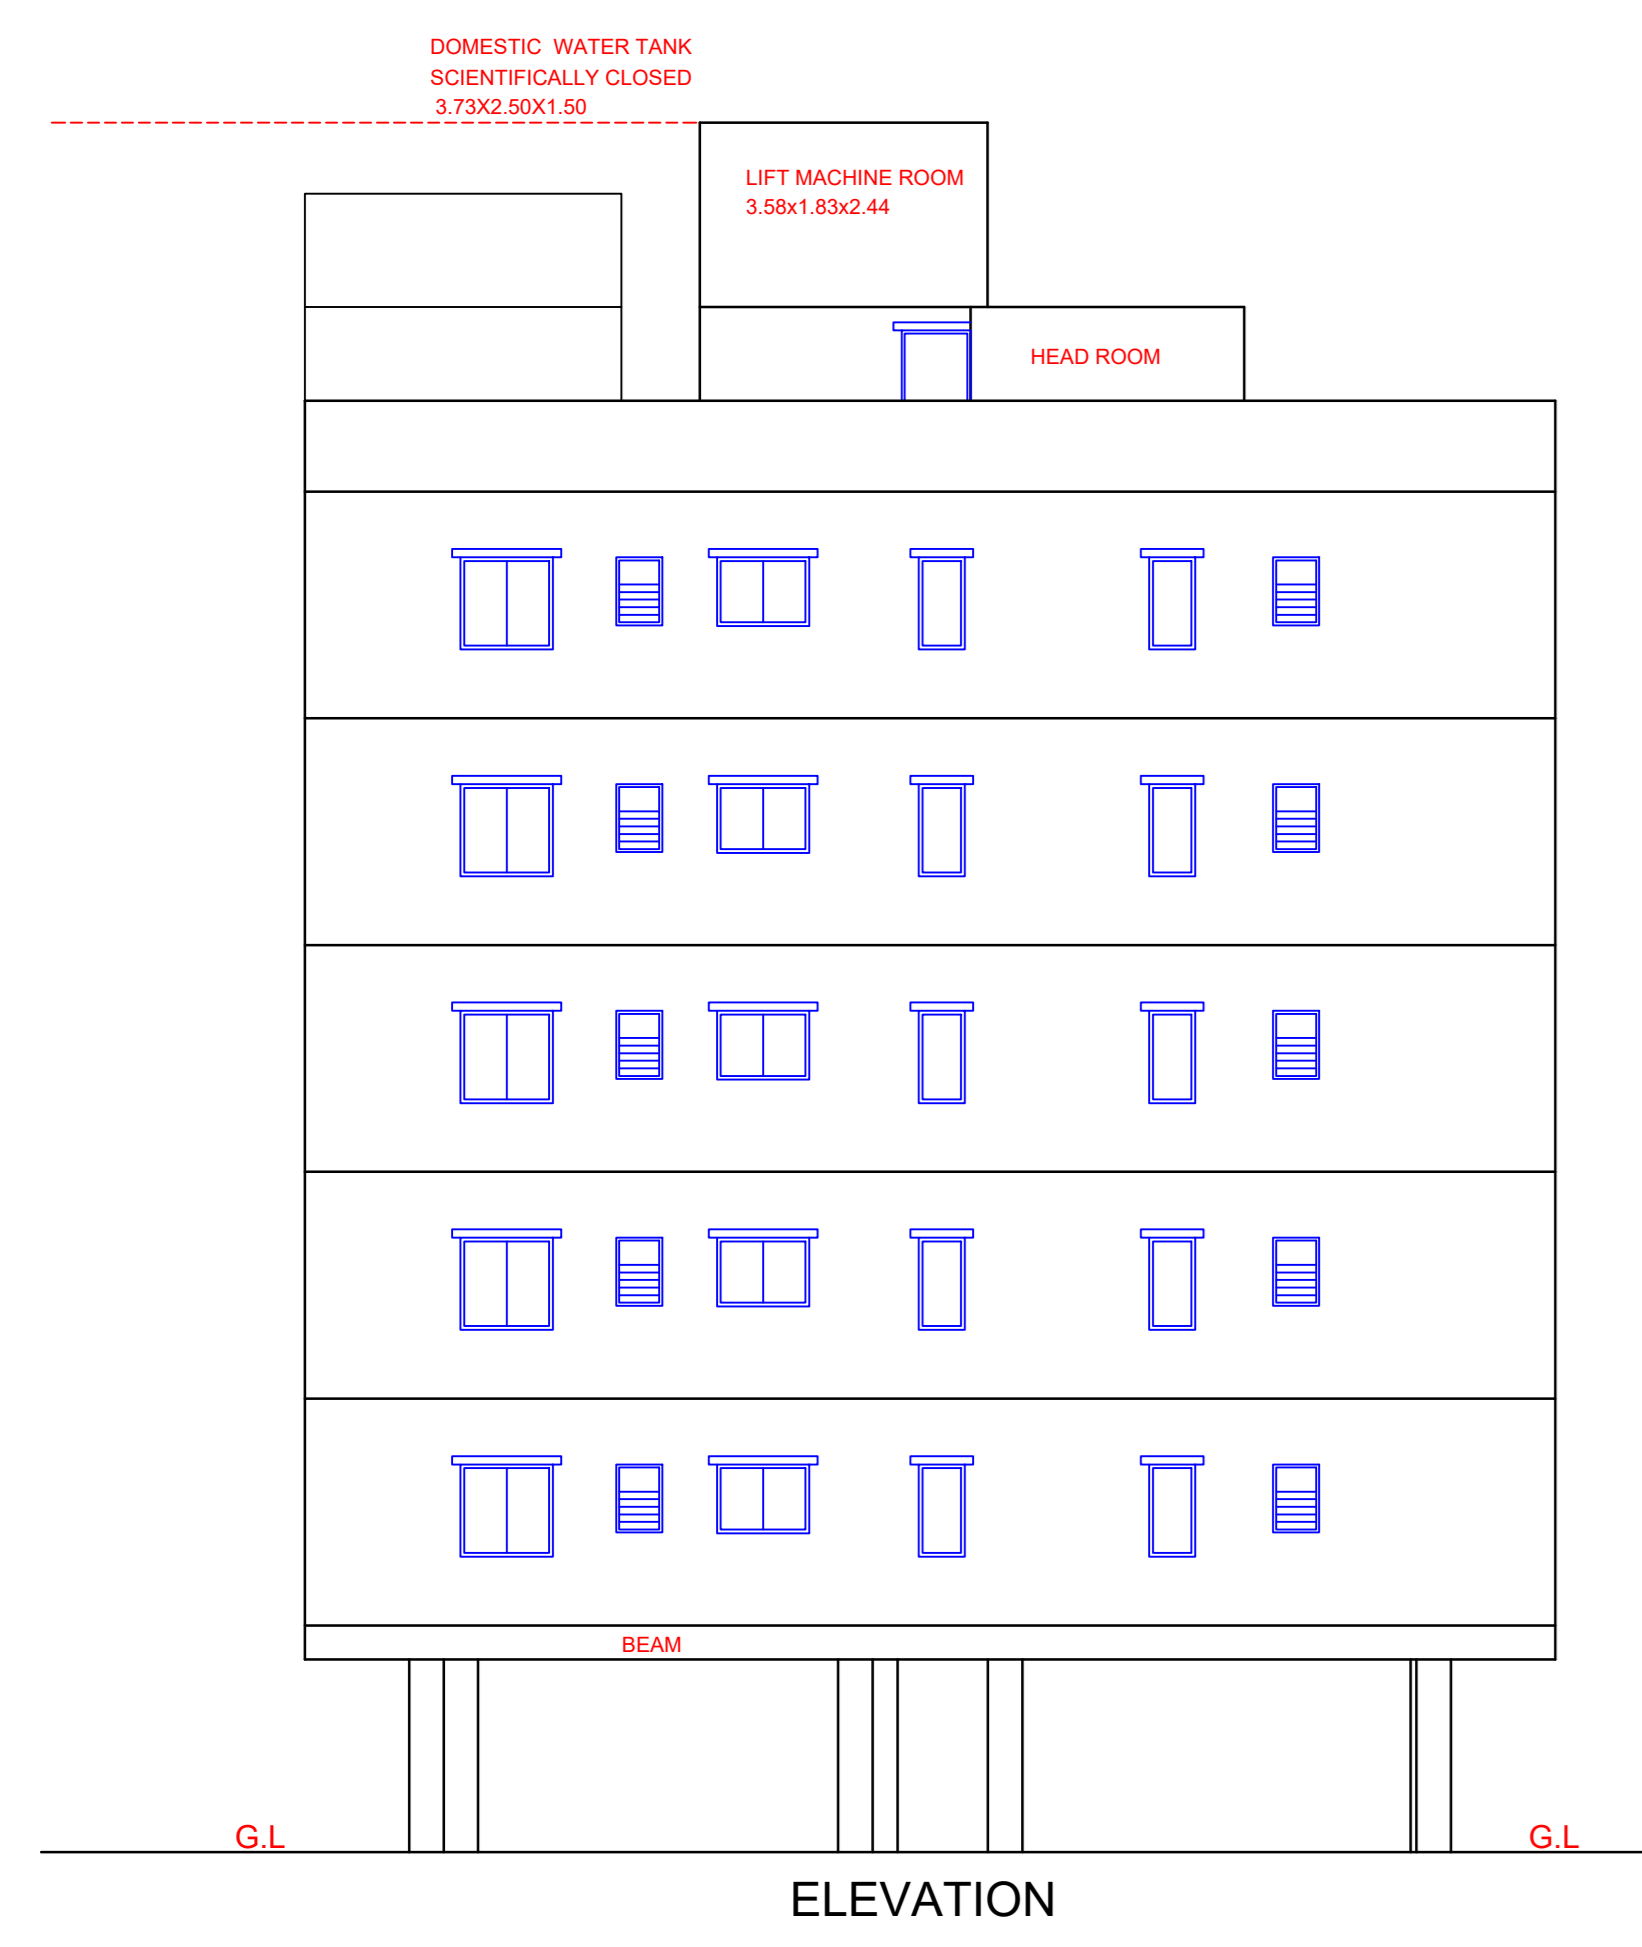 DOMESTIC  WATER TANK
SCIENTIFICALLY CLOSED
3.73X2.50X1.50
LIFT MACHINE ROOM
3.58x1.83x2.44
HEAD ROOM
BEAM
G.L
G.L
ELEVATION